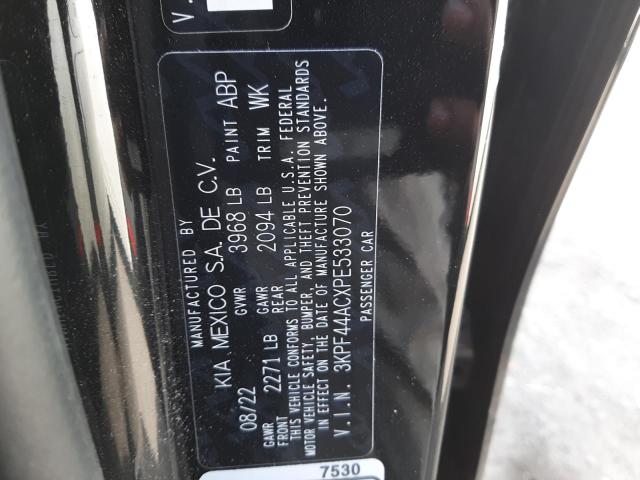 MANUFACTURED BY
KIA MEXICO S.A. DE C.V.
08/22 GVWR 3968 LB PAINT ABP
GAWR FRONT 2271 LB GAWR REAR 2094 LB TRIM WK
THIS VEHICLE CONFORMS TO ALL APPLICABLE U.S.A. FEDERAL
MOTOR VEHICLE SAFETY, BUMPER, AND THEFT PREVENTION STANDARDS
IN EFFECT ON THE DATE OF MANUFACTURE SHOWN ABOVE.
V.I.N. 3KPF44ACXPE533070
PASSENGER CAR
7530